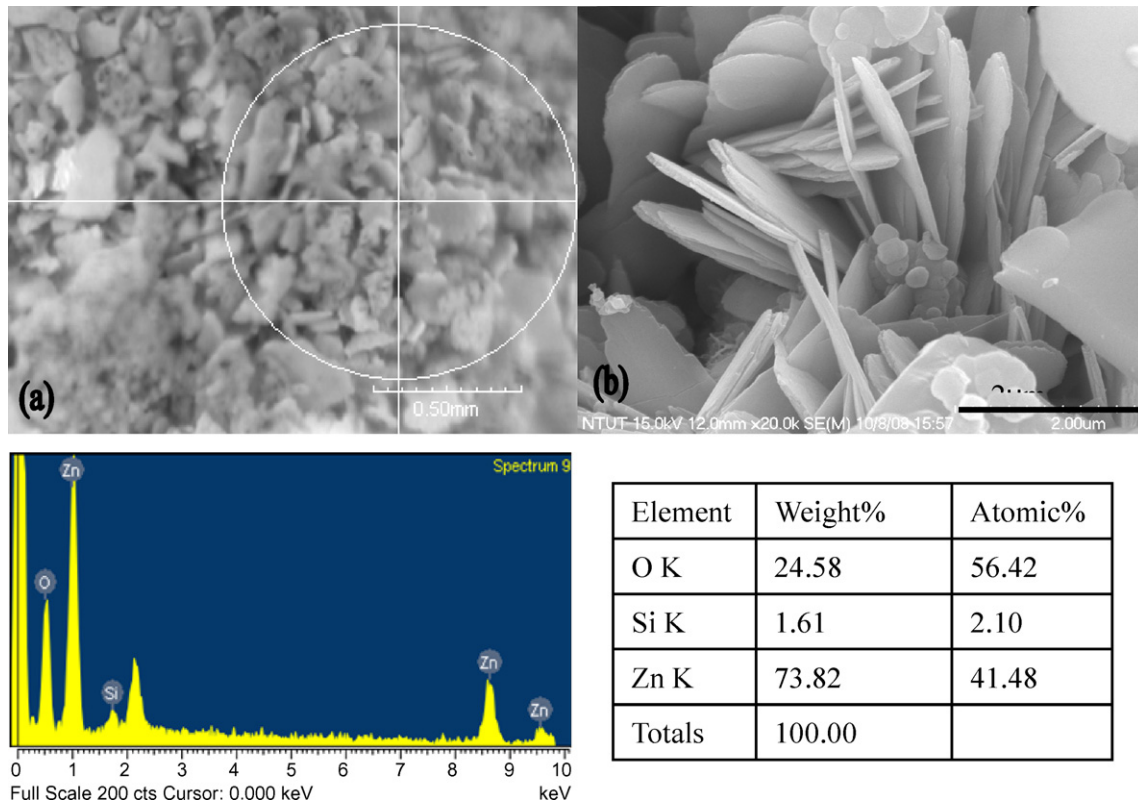 (a)
0.50mm
(b)
2μm
NTUT 15.0kV 12.0mm x20.0k SE(M) 10/8/08 15:57
2.00um
Spectrum 9
Zn
O
Si
Zn
Zn
0 1 2 3 4 5 6 7 8 9 10
Full Scale 200 cts Cursor: 0.000 keV
keV
Element Weight% Atomic%
O K 24.58 56.42
Si K 1.61 2.10
Zn K 73.82 41.48
Totals 100.00